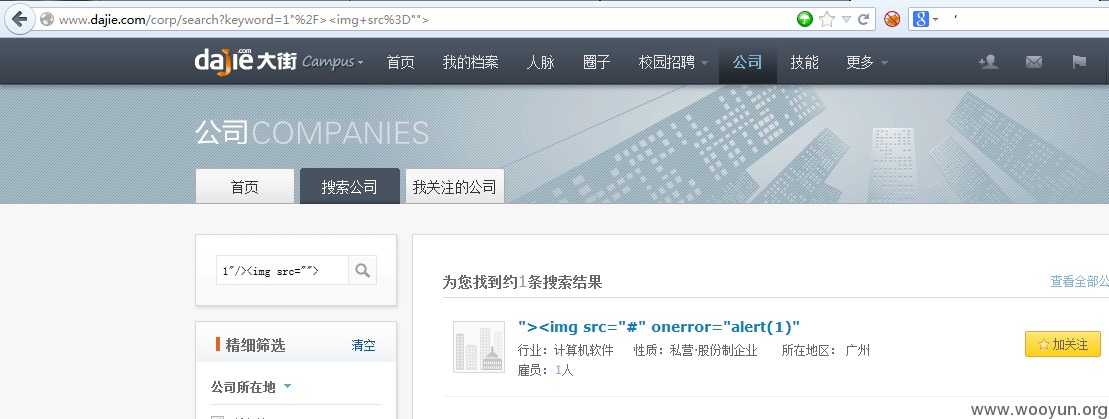 www.dajie.com/corp/search?keyword=1"%2F><img+src%3D"">
dajie.com大街 Campus 首页 我的档案 人脉 圈子 校园招聘 公司 技能 更多
公司COMPANIES
首页 搜索公司 我关注的公司
1"/><img src="">
为您找到约1条搜索结果 查看全部公
"><img src="#" onerror="alert(1)"
行业：计算机软件 性质：私营·股份制企业 所在地区： 广州
加关注
雇员：1人
精细筛选 清空
公司所在地
www.wooyun.org